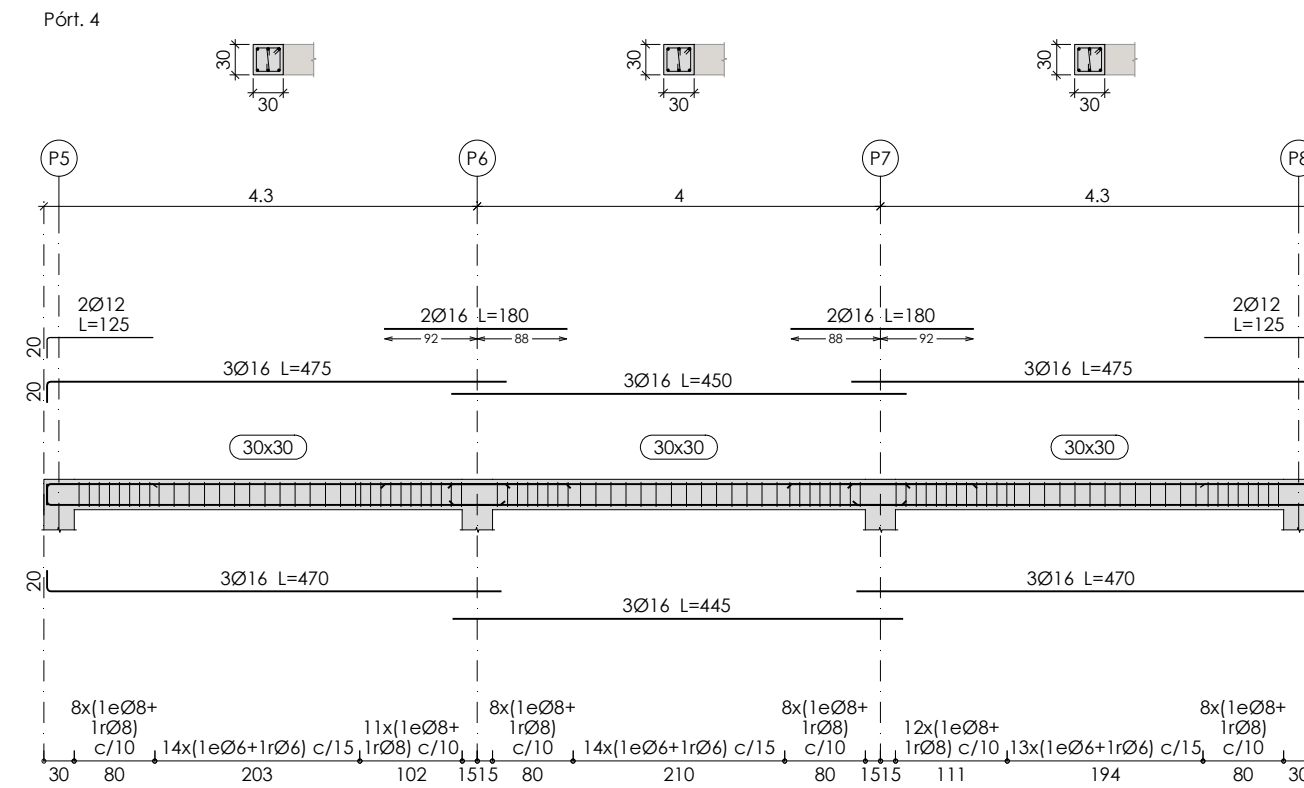 Pórt. 4
30
30
30
30
30
30
P5
P6
P7
P8
4.3
4
4.3
2Ø12
L=125
20
2Ø16 L=180
92
88
2Ø16 L=180
88
92
2Ø12
L=125
20
3Ø16 L=475
3Ø16 L=450
3Ø16 L=475
30x30
30x30
30x30
20
3Ø16 L=470
3Ø16 L=445
3Ø16 L=470
8x(1eØ8+
1rØ8)
c/10
14x(1eØ6+1rØ6) c/15
11x(1eØ8+
1rØ8) c/10
8x(1eØ8+
1rØ8)
c/10
14x(1eØ6+1rØ6) c/15
8x(1eØ8+
1rØ8)
c/10
12x(1eØ8+
1rØ8) c/10
13x(1eØ6+1rØ6) c/15
8x(1eØ8+
1rØ8)
c/10
30
80
203
102
15
15
80
210
80
15
15
111
194
80
30